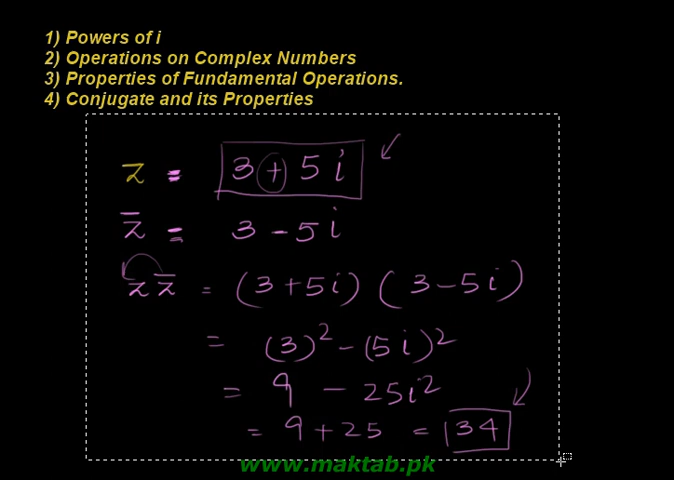 1) Powers of i
2) Operations on Complex Numbers
3) Properties of Fundamental Operations.
4) Conjugate and its Properties
z = 3 + 5i
z̅ = 3 - 5i
z z̅ = (3+5i) (3-5i)
= (3)² - (5i)²
= 9 - 25i²
= 9 + 25 = 34
www.maktab.pk